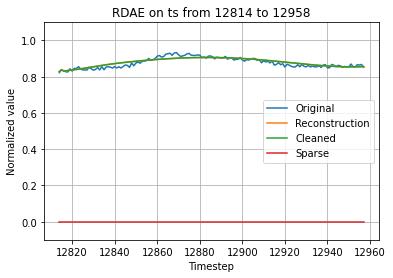 RDAE on ts from 12814 to 12958
1.0
0.8
0.6
0.4
0.2
0.0
Normalized value
Original
Reconstruction
Cleaned
Sparse
12820 12840 12860 12880 12900 12920 12940 12960
Timestep